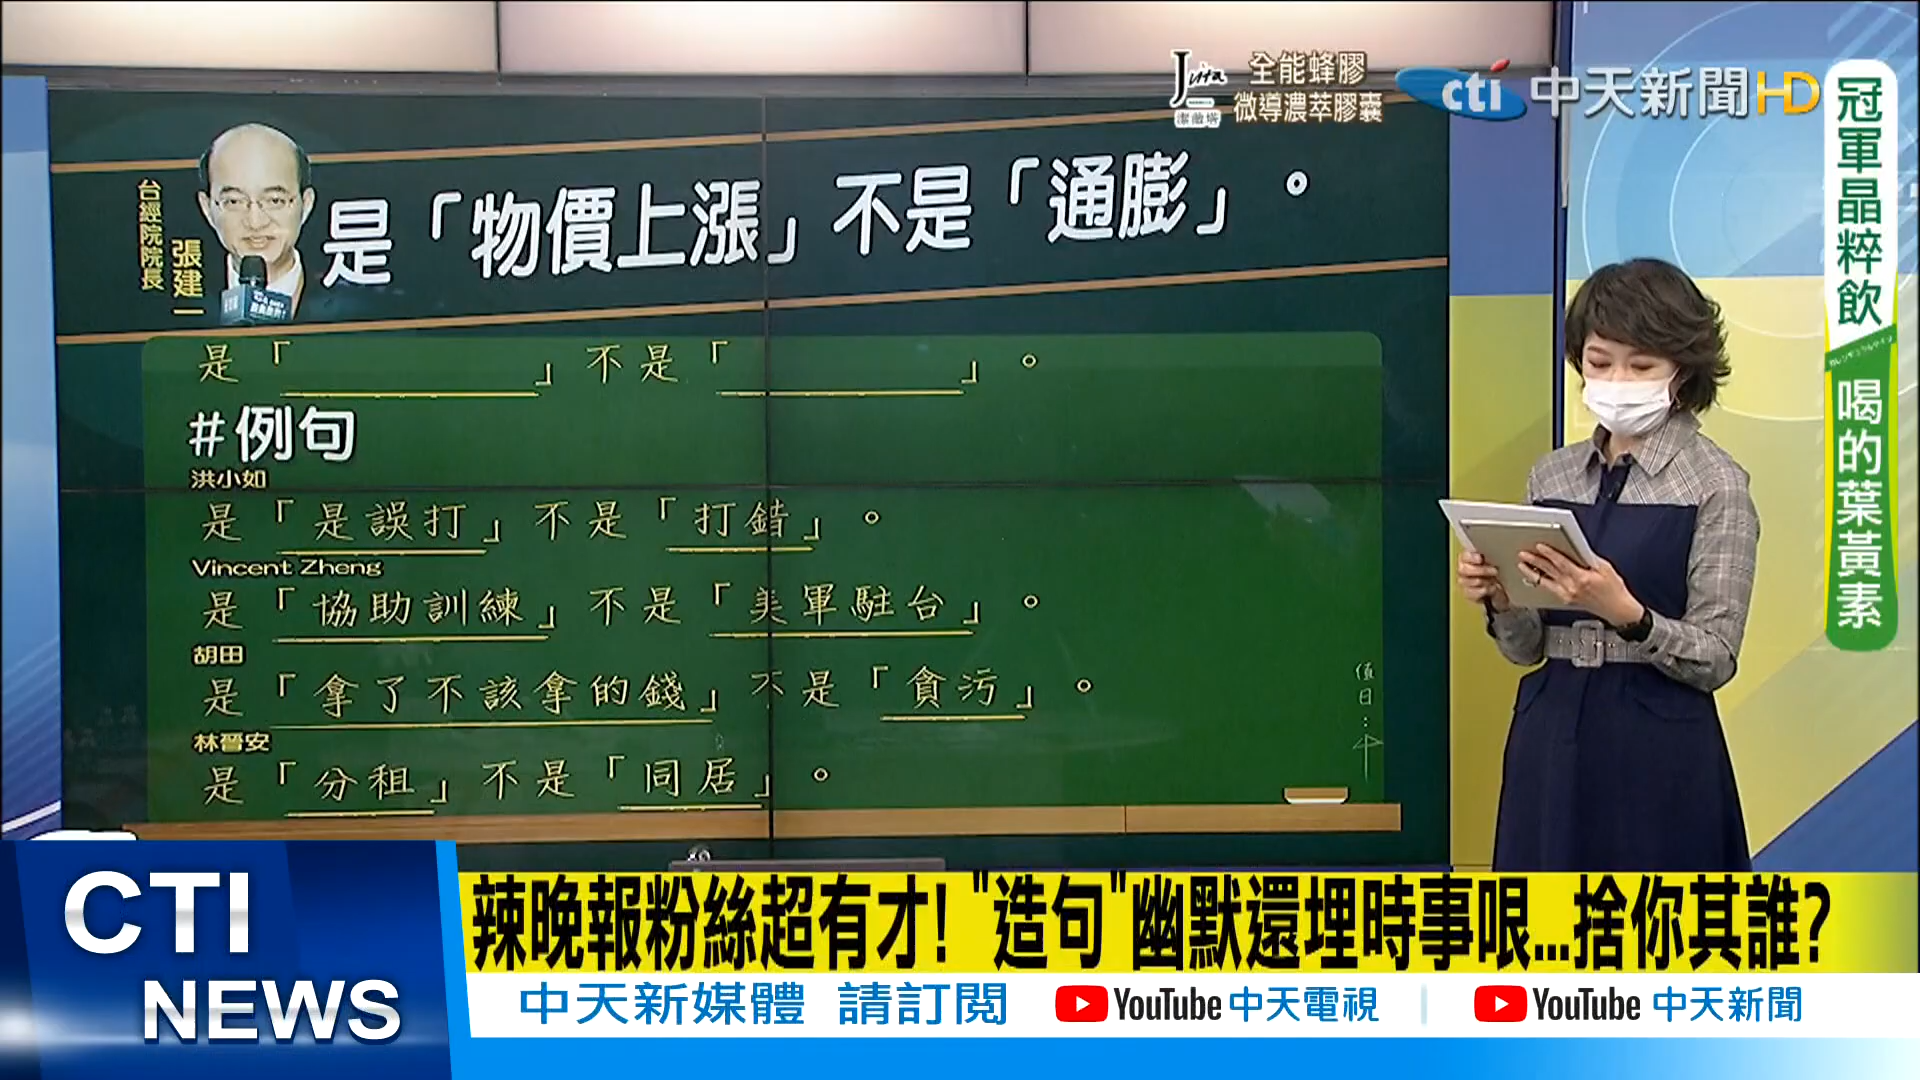 Jvita
潔薇塔
全能蜂膠
微導濃萃膠囊
cti 中天新聞HD
冠軍晶粹飲
喝的葉黃素
台經院院長
張建一
是「物價上漲」不是「通膨」。
是「 」不是「 」。
#例句
洪小如
是「是誤打」不是「打錯」。
Vincent Zheng
是「協助訓練」不是「美軍駐台」。
胡田
是「拿了不該拿的錢」不是「貪污」。
林晉安
是「分租」不是「同居」。
值日:中
CTI
NEWS
辣晚報粉絲超有才! "造句"幽默還埋時事哏...捨你其誰?
中天新媒體 請訂閱 YouTube 中天電視 | YouTube 中天新聞